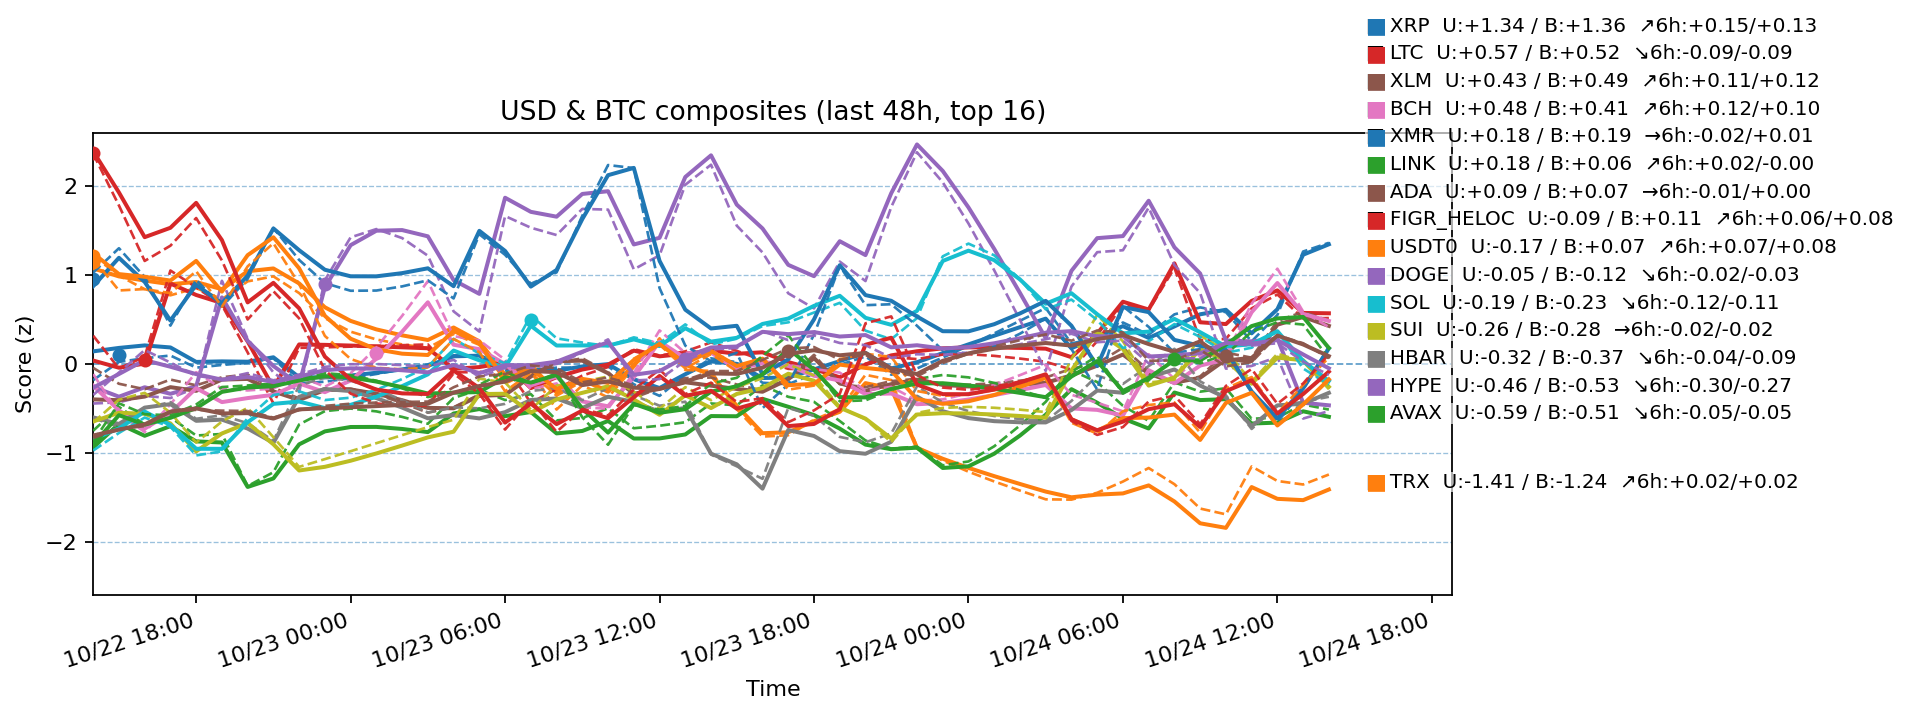 XRP  U:+1.34 / B:+1.36  ↗6h:+0.15/+0.13
LTC  U:+0.57 / B:+0.52  ↘6h:-0.09/-0.09
XLM  U:+0.43 / B:+0.49  ↗6h:+0.11/+0.12
BCH  U:+0.48 / B:+0.41  ↗6h:+0.12/+0.10
XMR  U:+0.18 / B:+0.19  →6h:-0.02/+0.01
LINK  U:+0.18 / B:+0.06  ↗6h:+0.02/-0.00
ADA  U:+0.09 / B:+0.07  →6h:-0.01/+0.00
FIGR_HELOC  U:-0.09 / B:+0.11  ↗6h:+0.06/+0.08
USDT0  U:-0.17 / B:+0.07  ↗6h:+0.07/+0.08
DOGE  U:-0.05 / B:-0.12  ↘6h:-0.02/-0.03
SOL  U:-0.19 / B:-0.23  ↘6h:-0.12/-0.11
SUI  U:-0.26 / B:-0.28  →6h:-0.02/-0.02
HBAR  U:-0.32 / B:-0.37  ↘6h:-0.04/-0.09
HYPE  U:-0.46 / B:-0.53  ↘6h:-0.30/-0.27
AVAX  U:-0.59 / B:-0.51  ↘6h:-0.05/-0.05
TRX  U:-1.41 / B:-1.24  ↗6h:+0.02/+0.02
USD & BTC composites (last 48h, top 16)
Score (z)
2
1
0
−1
−2
10/22 18:00
10/23 00:00
10/23 06:00
10/23 12:00
10/23 18:00
10/24 00:00
10/24 06:00
10/24 12:00
10/24 18:00
Time